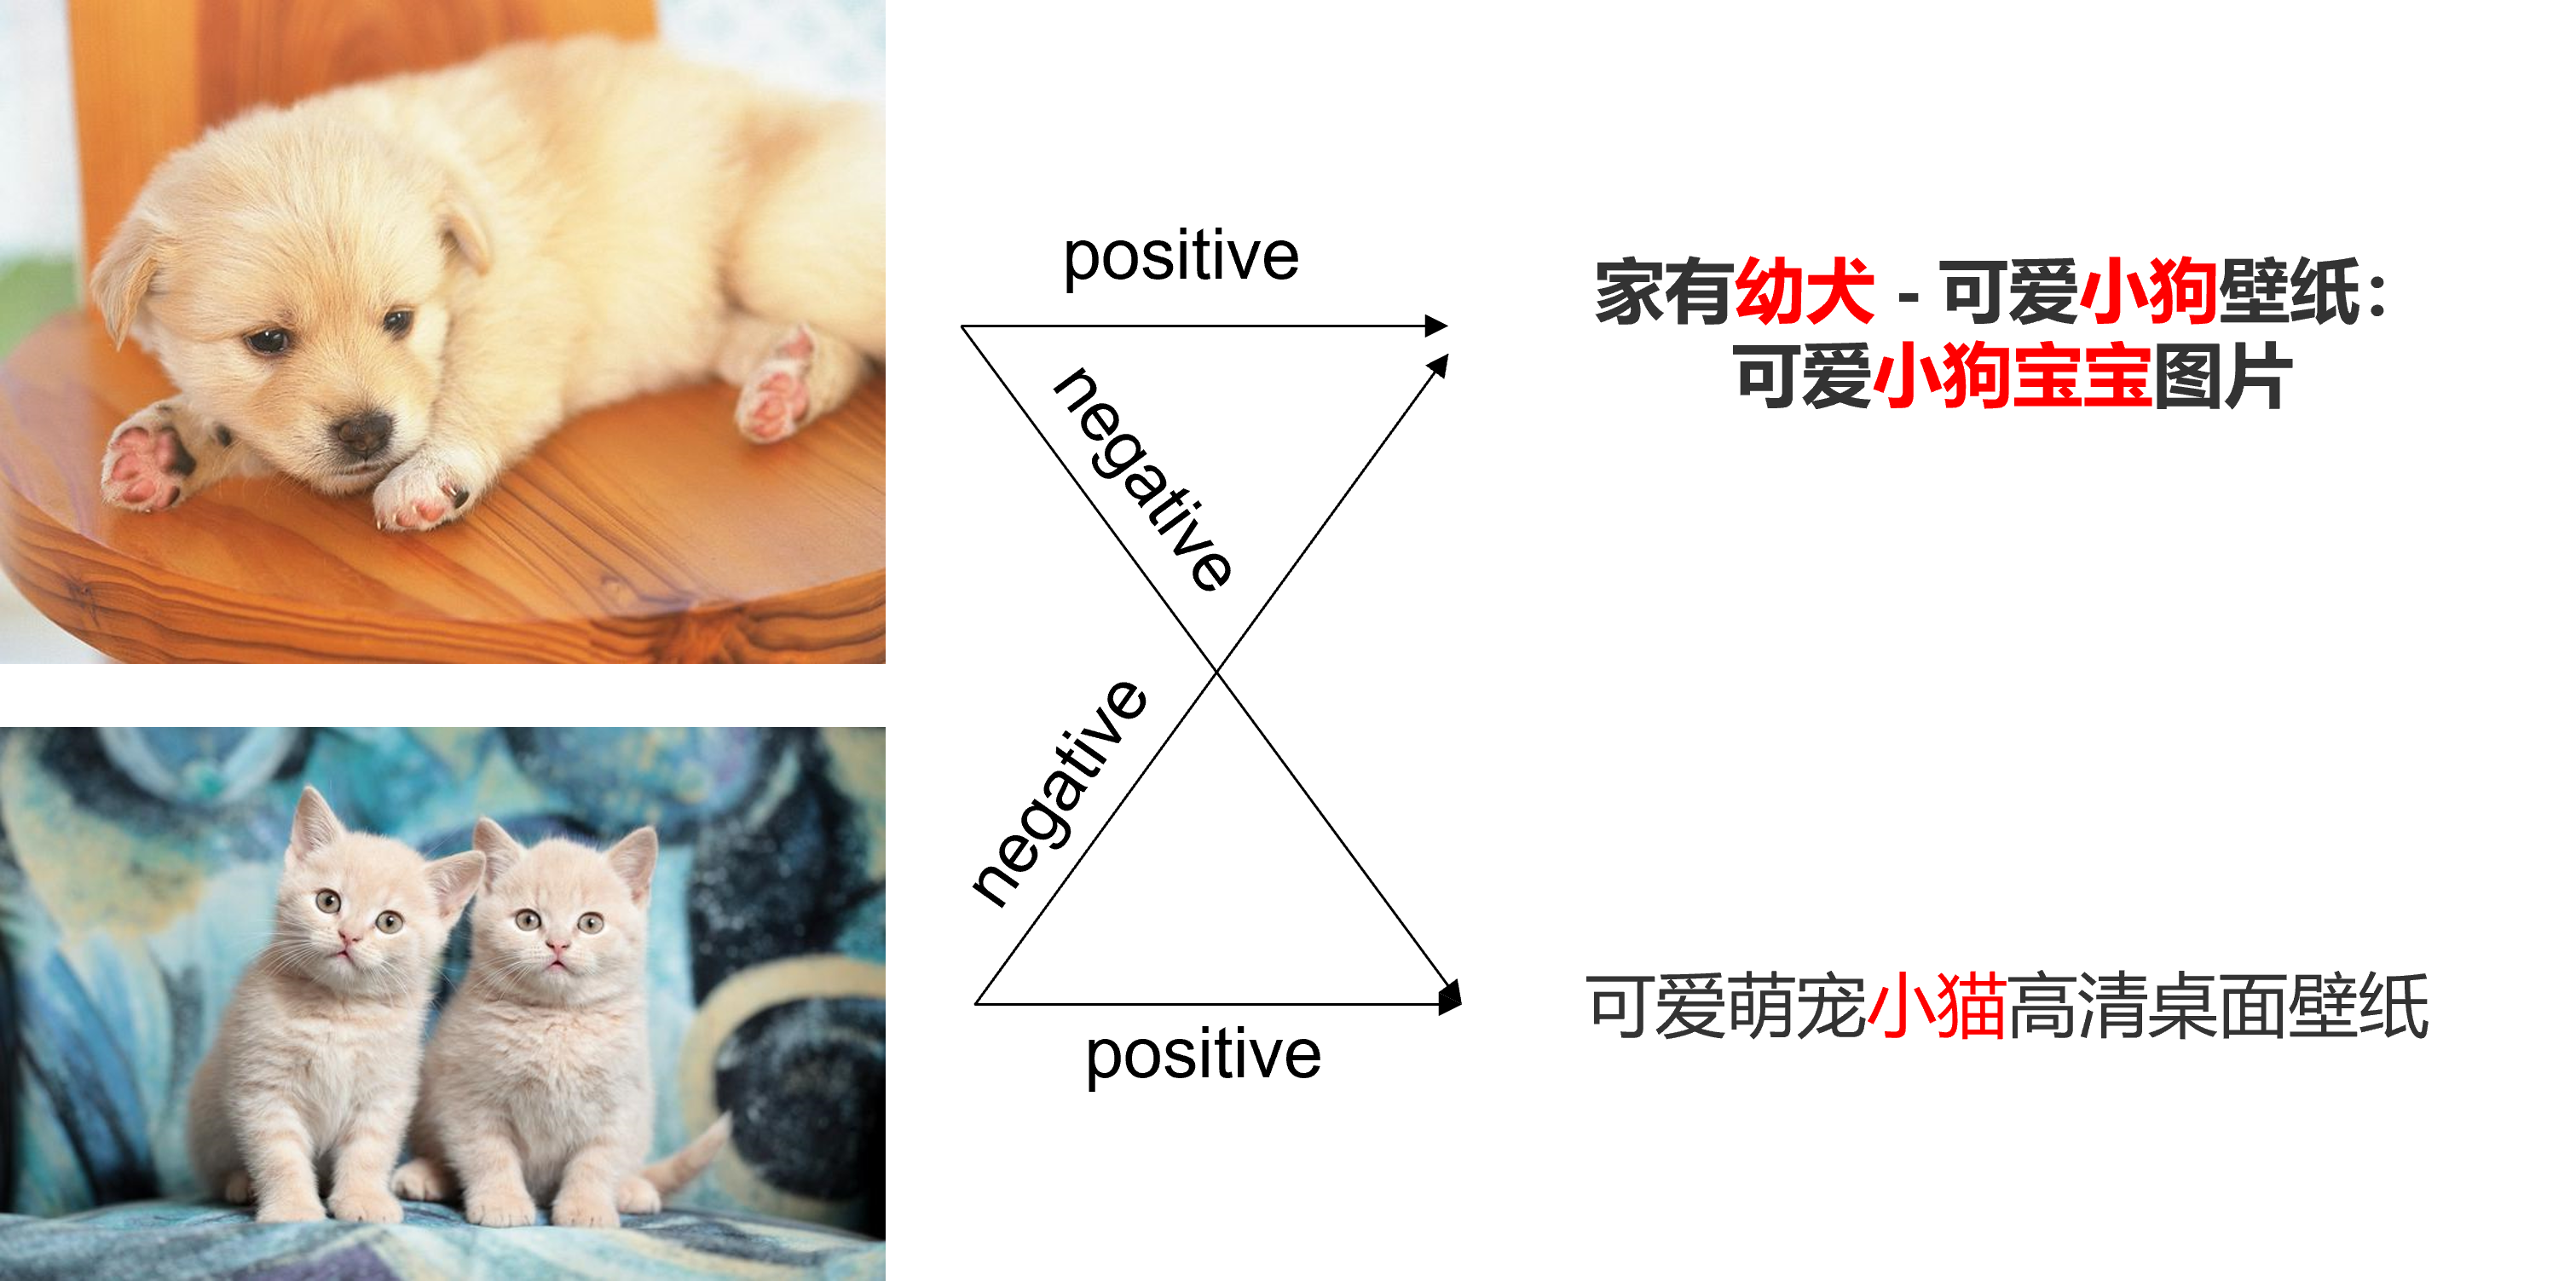 positive
家有幼犬 - 可爱小狗壁纸：
可爱小狗宝宝图片
negative
negative
可爱萌宠小猫高清桌面壁纸
positive